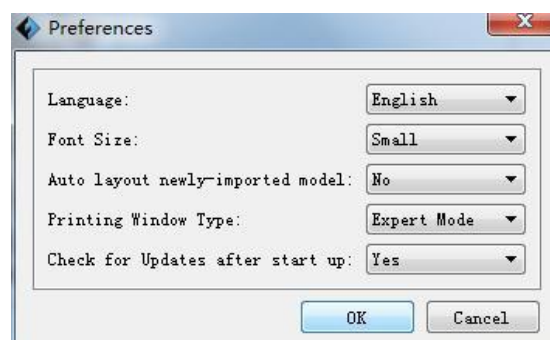 Preferences
Language: English
Font Size: Small
Auto layout newly-imported model: No
Printing Window Type: Expert Mode
Check for Updates after start up: Yes
OK Cancel